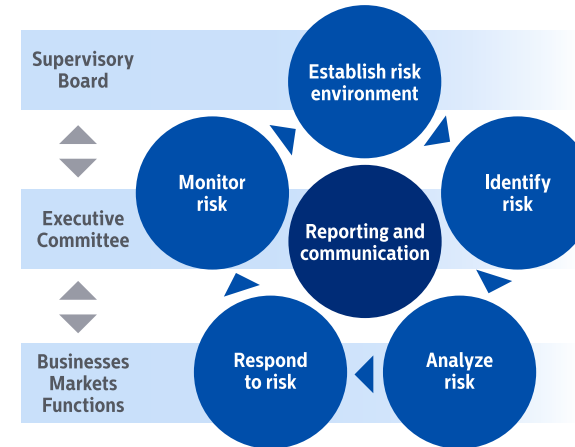 Supervisory
Board
Establish risk
environment
Monitor
risk
Identify
risk
Executive
Committee
Reporting and
communication
Businesses
Markets
Functions
Respond
to risk
Analyze
risk